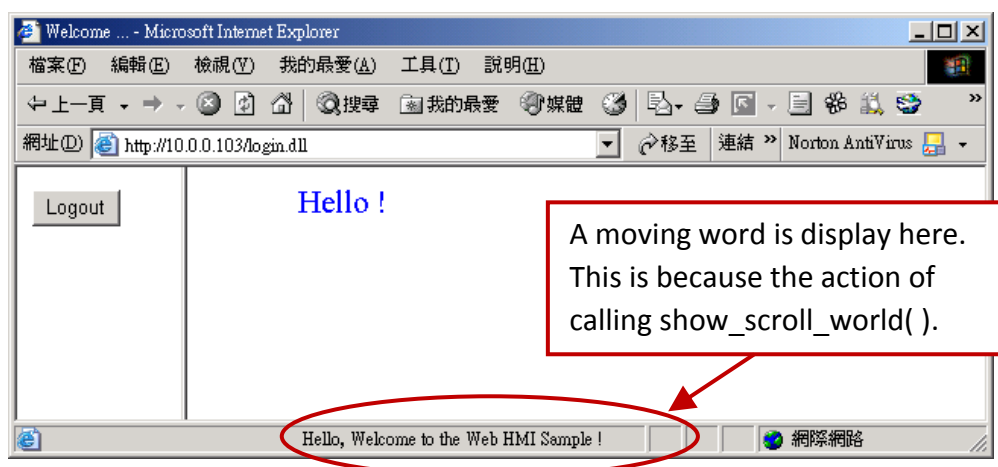 Welcome ... - Microsoft Internet Explorer
檔案(F) 編輯(E) 檢視(V) 我的最愛(A) 工具(T) 說明(H)
上一頁 搜尋 我的最愛 媒體 »
網址(D) http://10.0.0.103/login.dll 移至 連結 » Norton AntiVirus
Logout
Hello !
A moving word is display here.
This is because the action of
calling show_scroll_world( ).
Hello, Welcome to the Web HMI Sample ! 網際網路